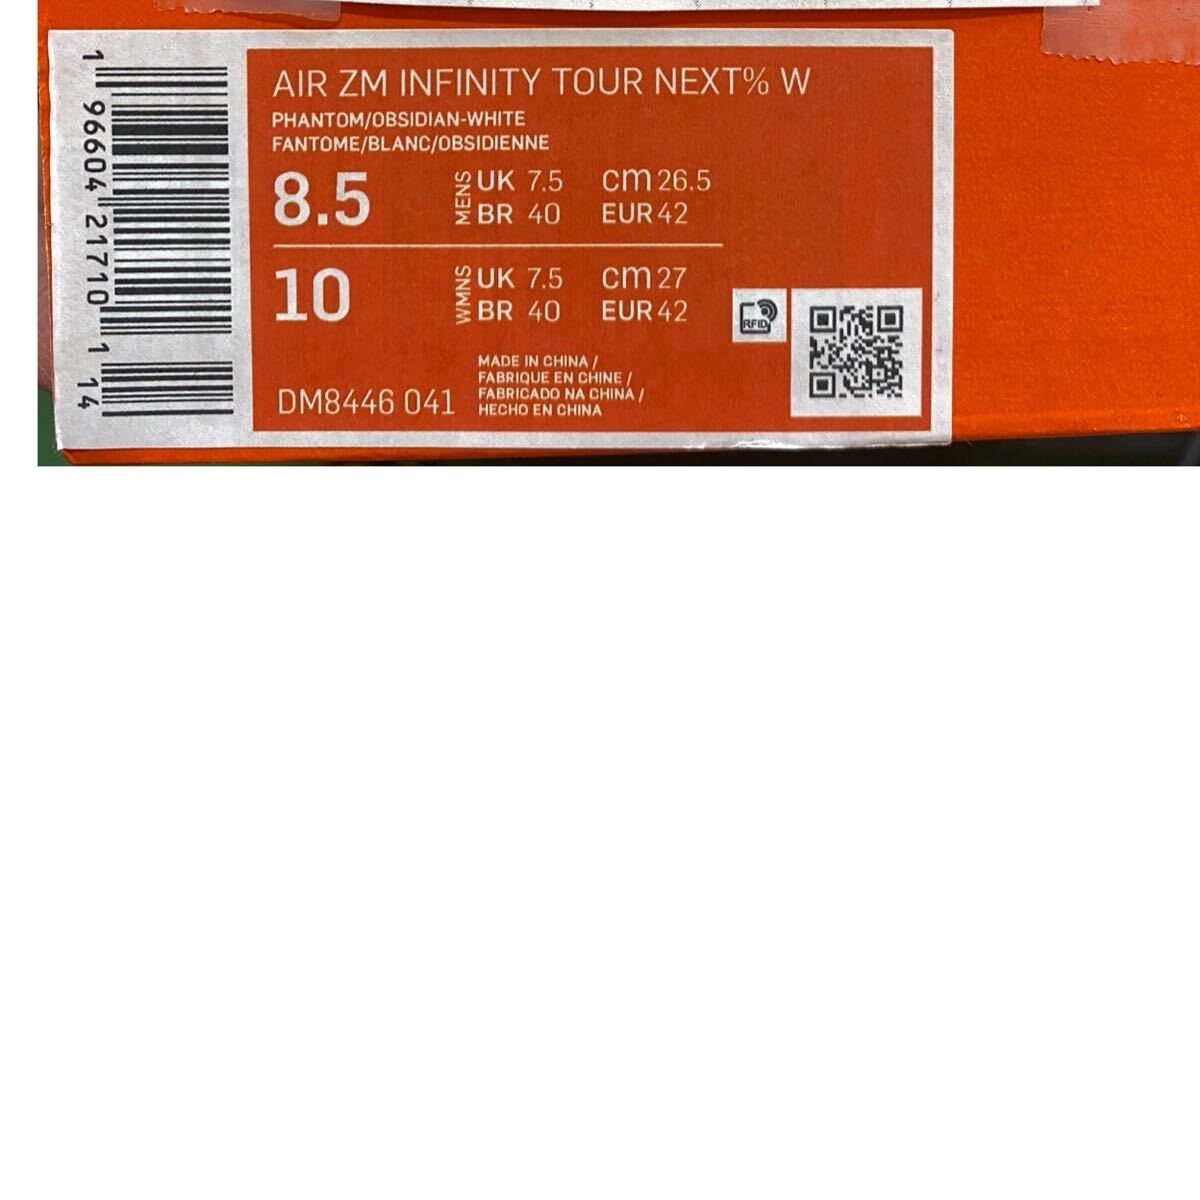 AIR ZM INFINITY TOUR NEXT% W
PHANTOM/OBSIDIAN-WHITE
FANTOME/BLANC/OBSIDIENNE
8.5 MENS UK 7.5 cm 26.5
BR 40 EUR 42
10 WMNS UK 7.5 cm 27
BR 40 EUR 42
RFID
MADE IN CHINA /
FABRIQUE EN CHINE /
FABRICADO NA CHINA /
HECHO EN CHINA
DM8446 041
1 96604 21710 1 14